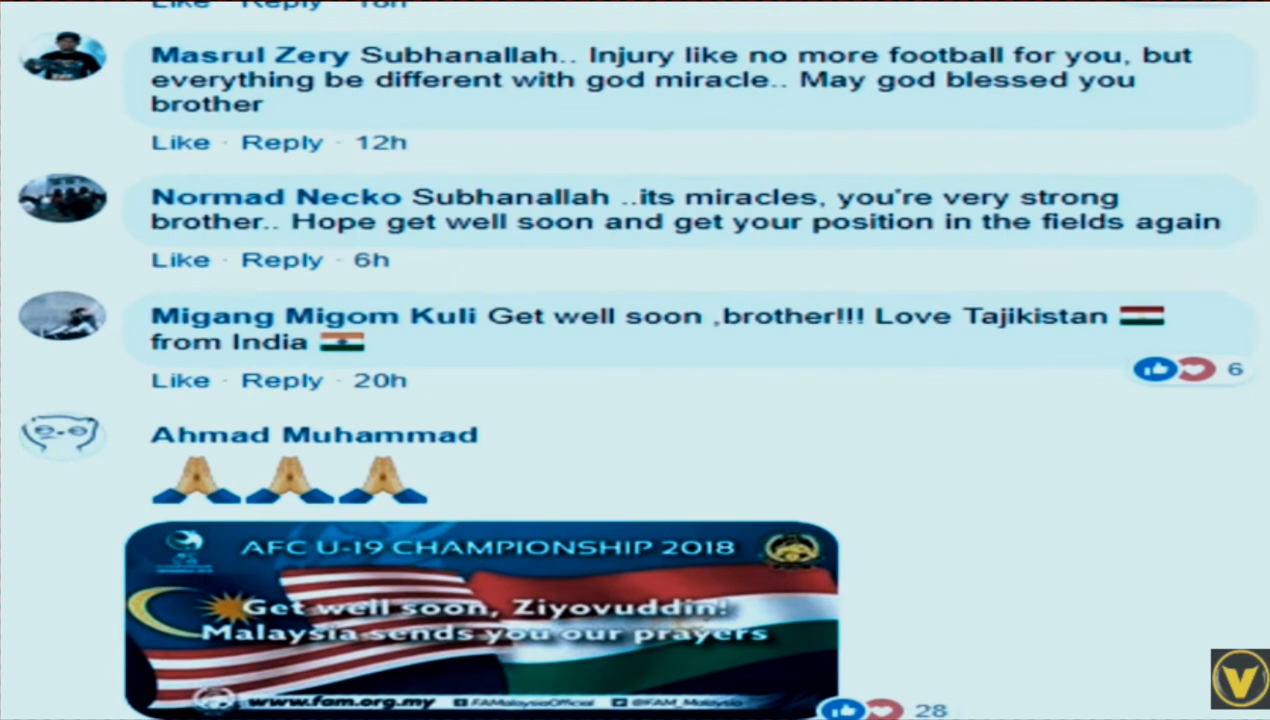 Like Reply 18h
Masrul Zery Subhanallah.. Injury like no more football for you, but
everything be different with god miracle.. May god blessed you
brother
Like · Reply · 12h
Normad Necko Subhanallah ..its miracles, you're very strong
brother.. Hope get well soon and get your position in the fields again
Like · Reply · 6h
Migang Migom Kuli Get well soon ,brother!!! Love Tajikistan
from India
6
Like · Reply · 20h
Ahmad Muhammad
AFC U-19 CHAMPIONSHIP 2018
Get well soon, Ziyovuddin!
Malaysia sends you our prayers
www.fam.org.my FAMalaysiaOfficial @FAM_Malaysia
28
V